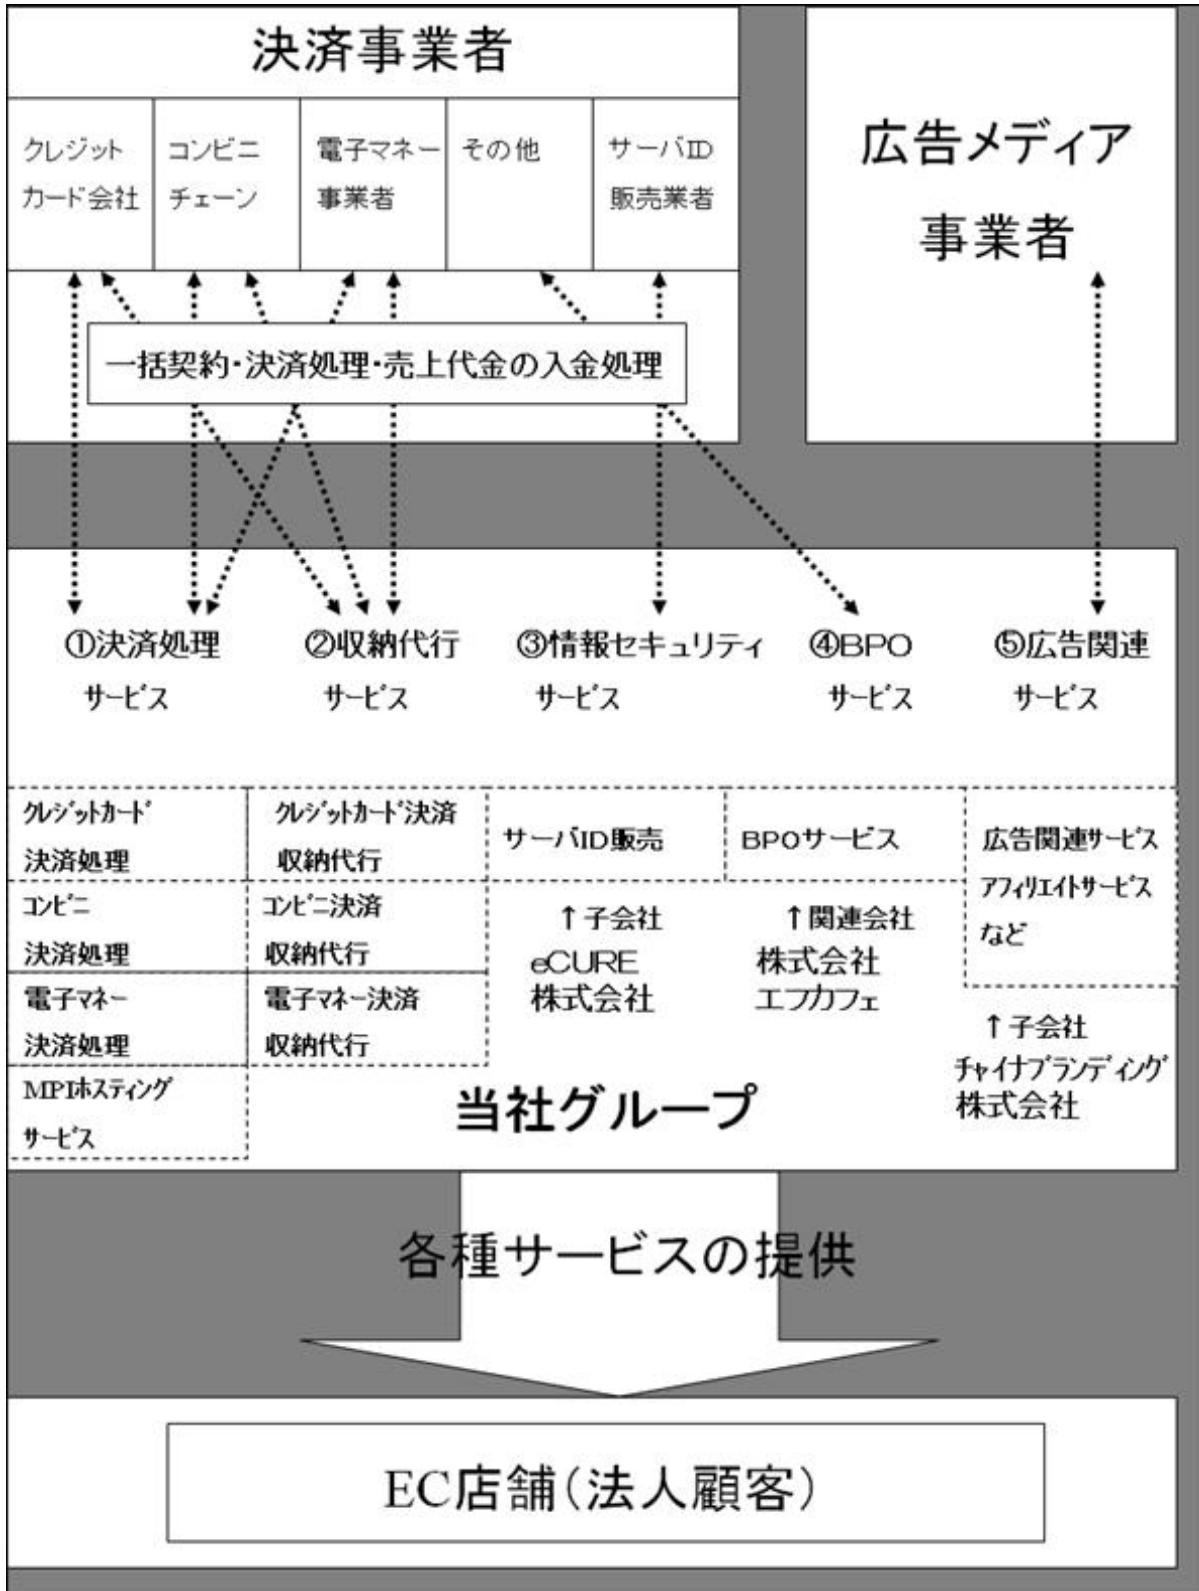 決済事業者
クレジット
カード会社
コンビニ
チェーン
電子マネー
事業者
その他
サーバID
販売業者
広告メディア
事業者
一括契約・決済処理・売上代金の入金処理
①決済処理
サービス
②収納代行
サービス
③情報セキュリティ
サービス
④BPO
サービス
⑤広告関連
サービス
ｸﾚｼﾞｯﾄｶｰﾄﾞ
決済処理
ｸﾚｼﾞｯﾄｶｰﾄﾞ決済
収納代行
サーバID販売
BPOサービス
広告関連ｻｰﾋﾞｽ
ｱﾌｨﾘｴｲﾄｻｰﾋﾞｽ
など
ｺﾝﾋﾞﾆ
決済処理
ｺﾝﾋﾞﾆ決済
収納代行
↑子会社
eCURE
株式会社
↑関連会社
株式会社
エフカフェ
電子ﾏﾈｰ
決済処理
電子ﾏﾈｰ決済
収納代行
↑子会社
ﾁｬｲﾅﾌﾞﾗﾝﾃﾞｨﾝｸﾞ
株式会社
MPIﾎｽﾃｨﾝｸﾞ
ｻｰﾋﾞｽ
当社グループ
各種サービスの提供
EC店舗（法人顧客）